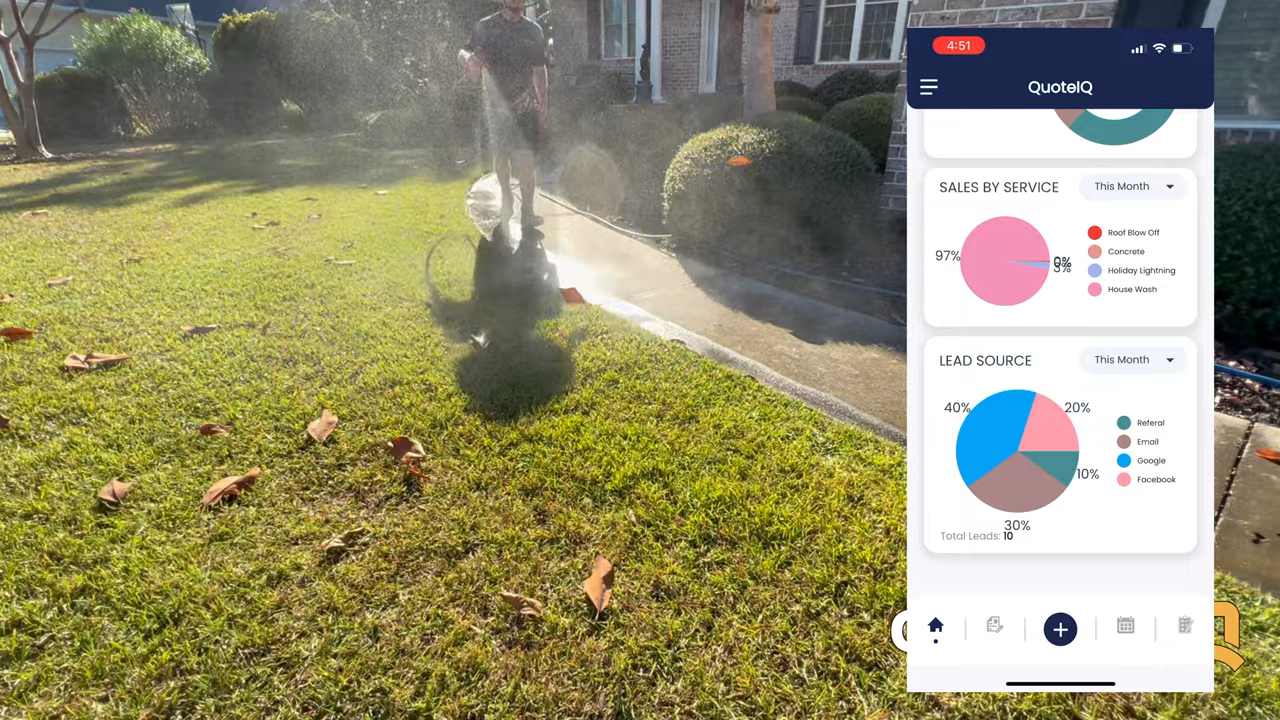 4:51
QuoteIQ
SALES BY SERVICE
This Month
97%
0%
3%
Roof Blow Off
Concrete
Holiday Lightning
House Wash
LEAD SOURCE
This Month
40%
20%
10%
30%
Referal
Email
Google
Facebook
Total Leads: 10
Q